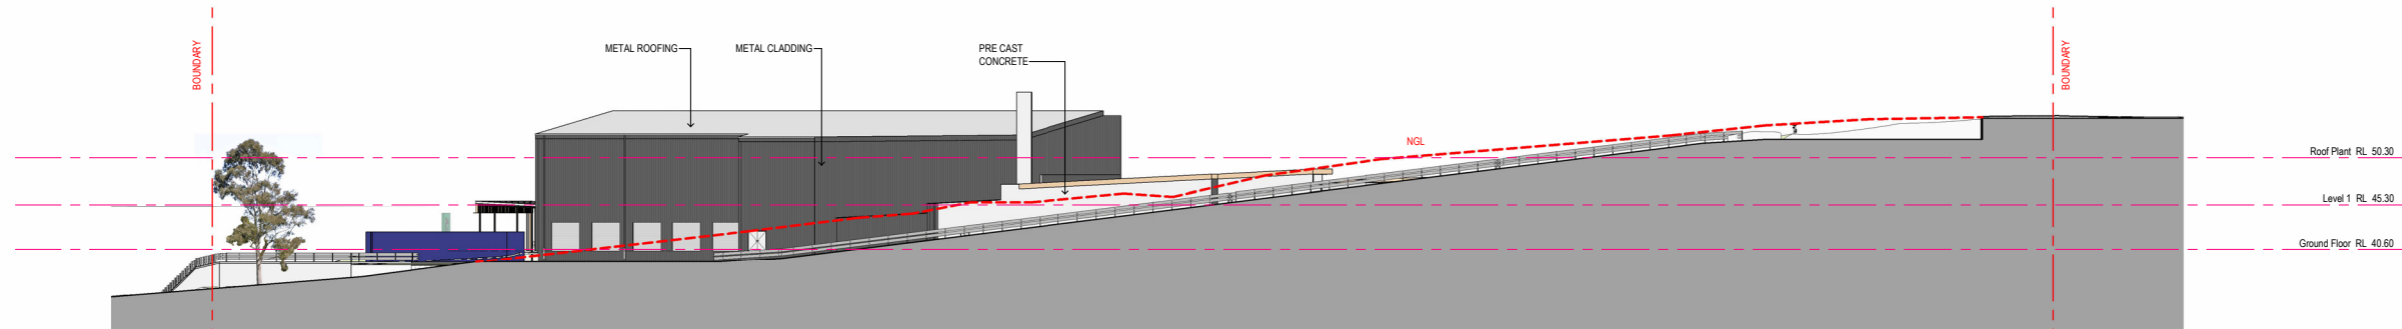 BOUNDARY
METAL ROOFING
METAL CLADDING
PRE CAST
CONCRETE
BOUNDARY
NGL
Roof Plant RL 50.30
Level 1 RL 45.30
Ground Floor RL 40.60